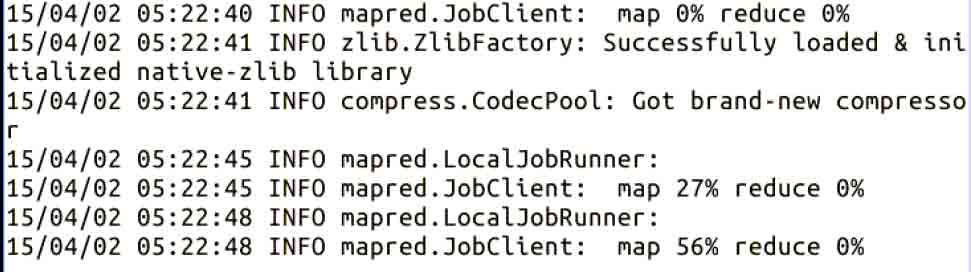 15/04/02 05:22:40 INFO mapred.JobClient:  map 0% reduce 0%
15/04/02 05:22:41 INFO zlib.ZlibFactory: Successfully loaded & ini
tialized native-zlib library
15/04/02 05:22:41 INFO compress.CodecPool: Got brand-new compresso
r
15/04/02 05:22:45 INFO mapred.LocalJobRunner:
15/04/02 05:22:45 INFO mapred.JobClient:  map 27% reduce 0%
15/04/02 05:22:48 INFO mapred.LocalJobRunner:
15/04/02 05:22:48 INFO mapred.JobClient:  map 56% reduce 0%